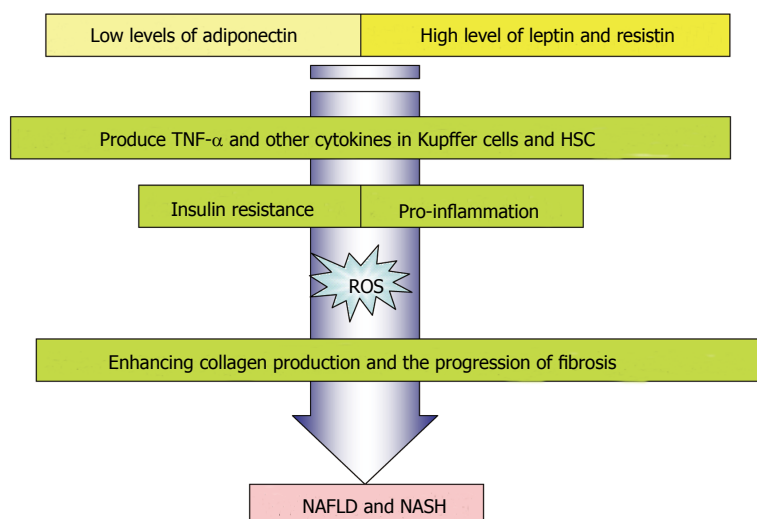 Low levels of adiponectin
High level of leptin and resistin
Produce TNF-α and other cytokines in Kupffer cells and HSC
Insulin resistance
Pro-inflammation
ROS
Enhancing collagen production and the progression of fibrosis
NAFLD and NASH